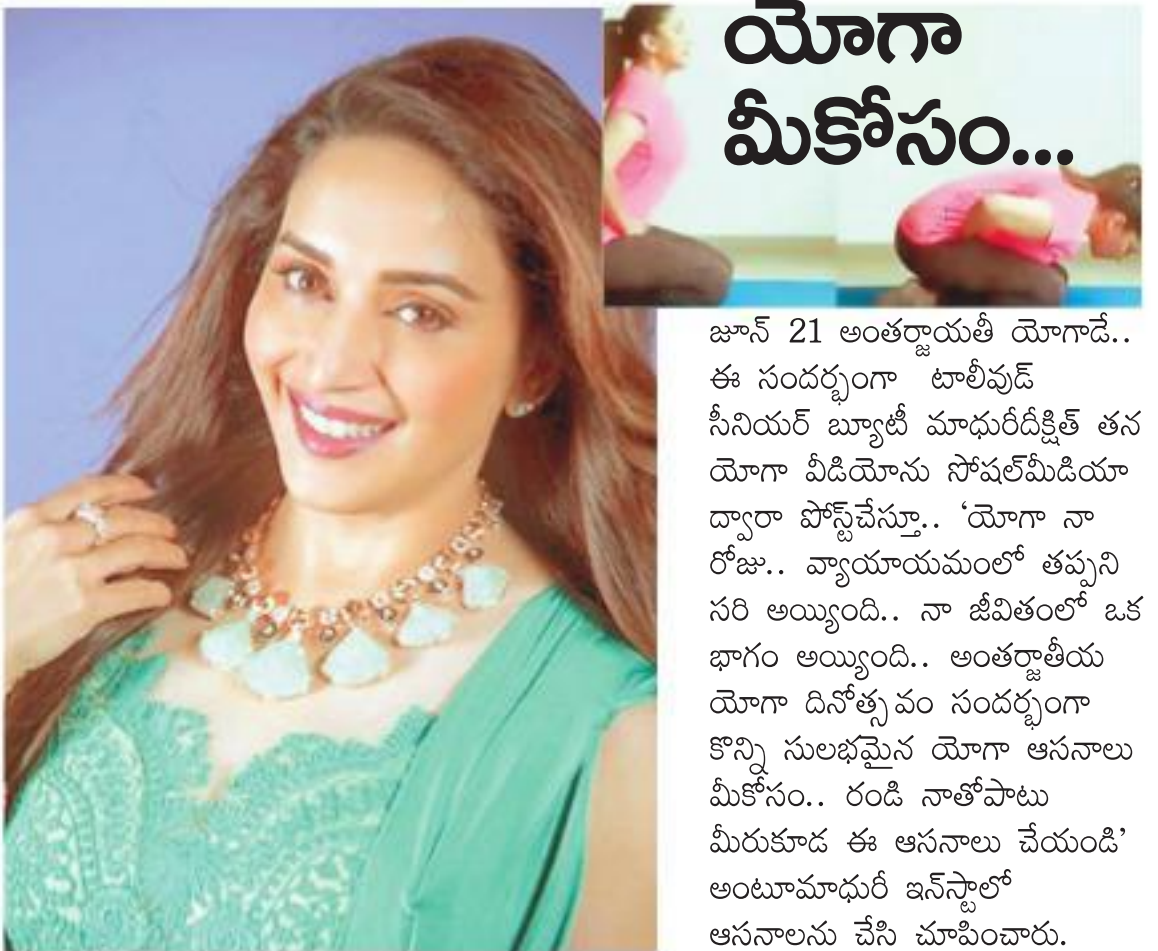 యోగా
మీకోసం...
జూన్ 21 అంతర్జాయతీ యోగాడే..
ఈ సందర్భంగా టాలీవుడ్
సీనియర్ బ్యూటీ మాధురీదీక్షిత్ తన
యోగా వీడియోను సోషల్‌మీడియా
ద్వారా పోస్ట్‌చేస్తూ.. ‘యోగా నా
రోజు.. వ్యాయాయమంలో తప్పని
సరి అయ్యింది.. నా జీవితంలో ఒక
భాగం అయ్యింది.. అంతర్జాతీయ
యోగా దినోత్సవం సందర్భంగా
కొన్ని సులభమైన యోగా ఆసనాలు
మీకోసం.. రండి నాతోపాటు
మీరుకూడ ఈ ఆసనాలు చేయండి’
అంటూమాధురీ ఇన్‌స్టాలో
ఆసనాలను చేసి చూపించారు.